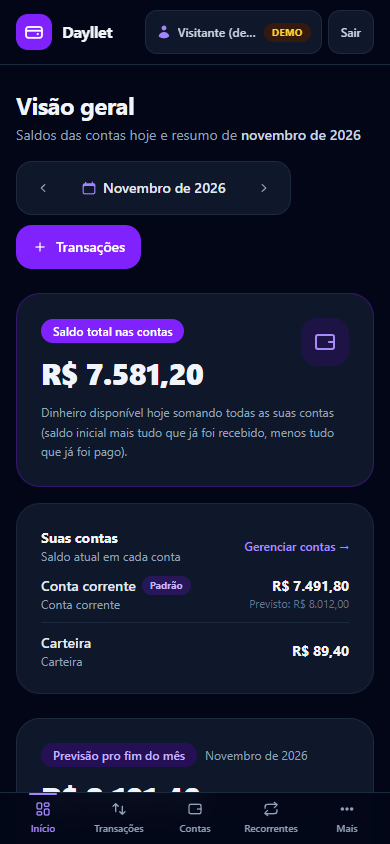 Dayllet
Visitante (de... DEMO
Sair
Visão geral
Saldos das contas hoje e resumo de novembro de 2026
Novembro de 2026
+ Transações
Saldo total nas contas
R$ 7.581,20
Dinheiro disponível hoje somando todas as suas contas
(saldo inicial mais tudo que já foi recebido, menos tudo
que já foi pago).
Suas contas
Saldo atual em cada conta
Gerenciar contas →
Conta corrente Padrão
Conta corrente
R$ 7.491,80
Previsto: R$ 8.012,00
Carteira
Carteira
R$ 89,40
Previsão pro fim do mês Novembro de 2026
Início
Transações
Contas
Recorrentes
Mais